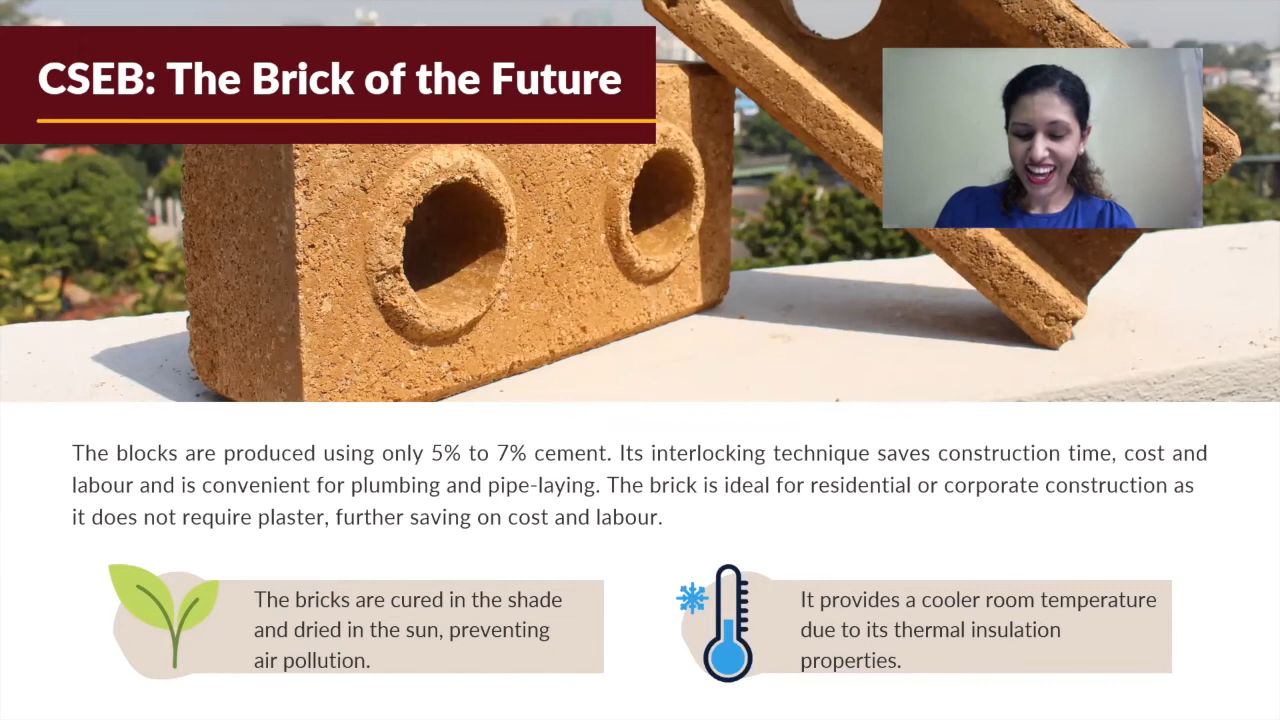 CSEB: The Brick of the Future
The blocks are produced using only 5% to 7% cement. Its interlocking technique saves construction time, cost and
labour and is convenient for plumbing and pipe-laying. The brick is ideal for residential or corporate construction as
it does not require plaster, further saving on cost and labour.
The bricks are cured in the shade
and dried in the sun, preventing
air pollution.
It provides a cooler room temperature
due to its thermal insulation
properties.